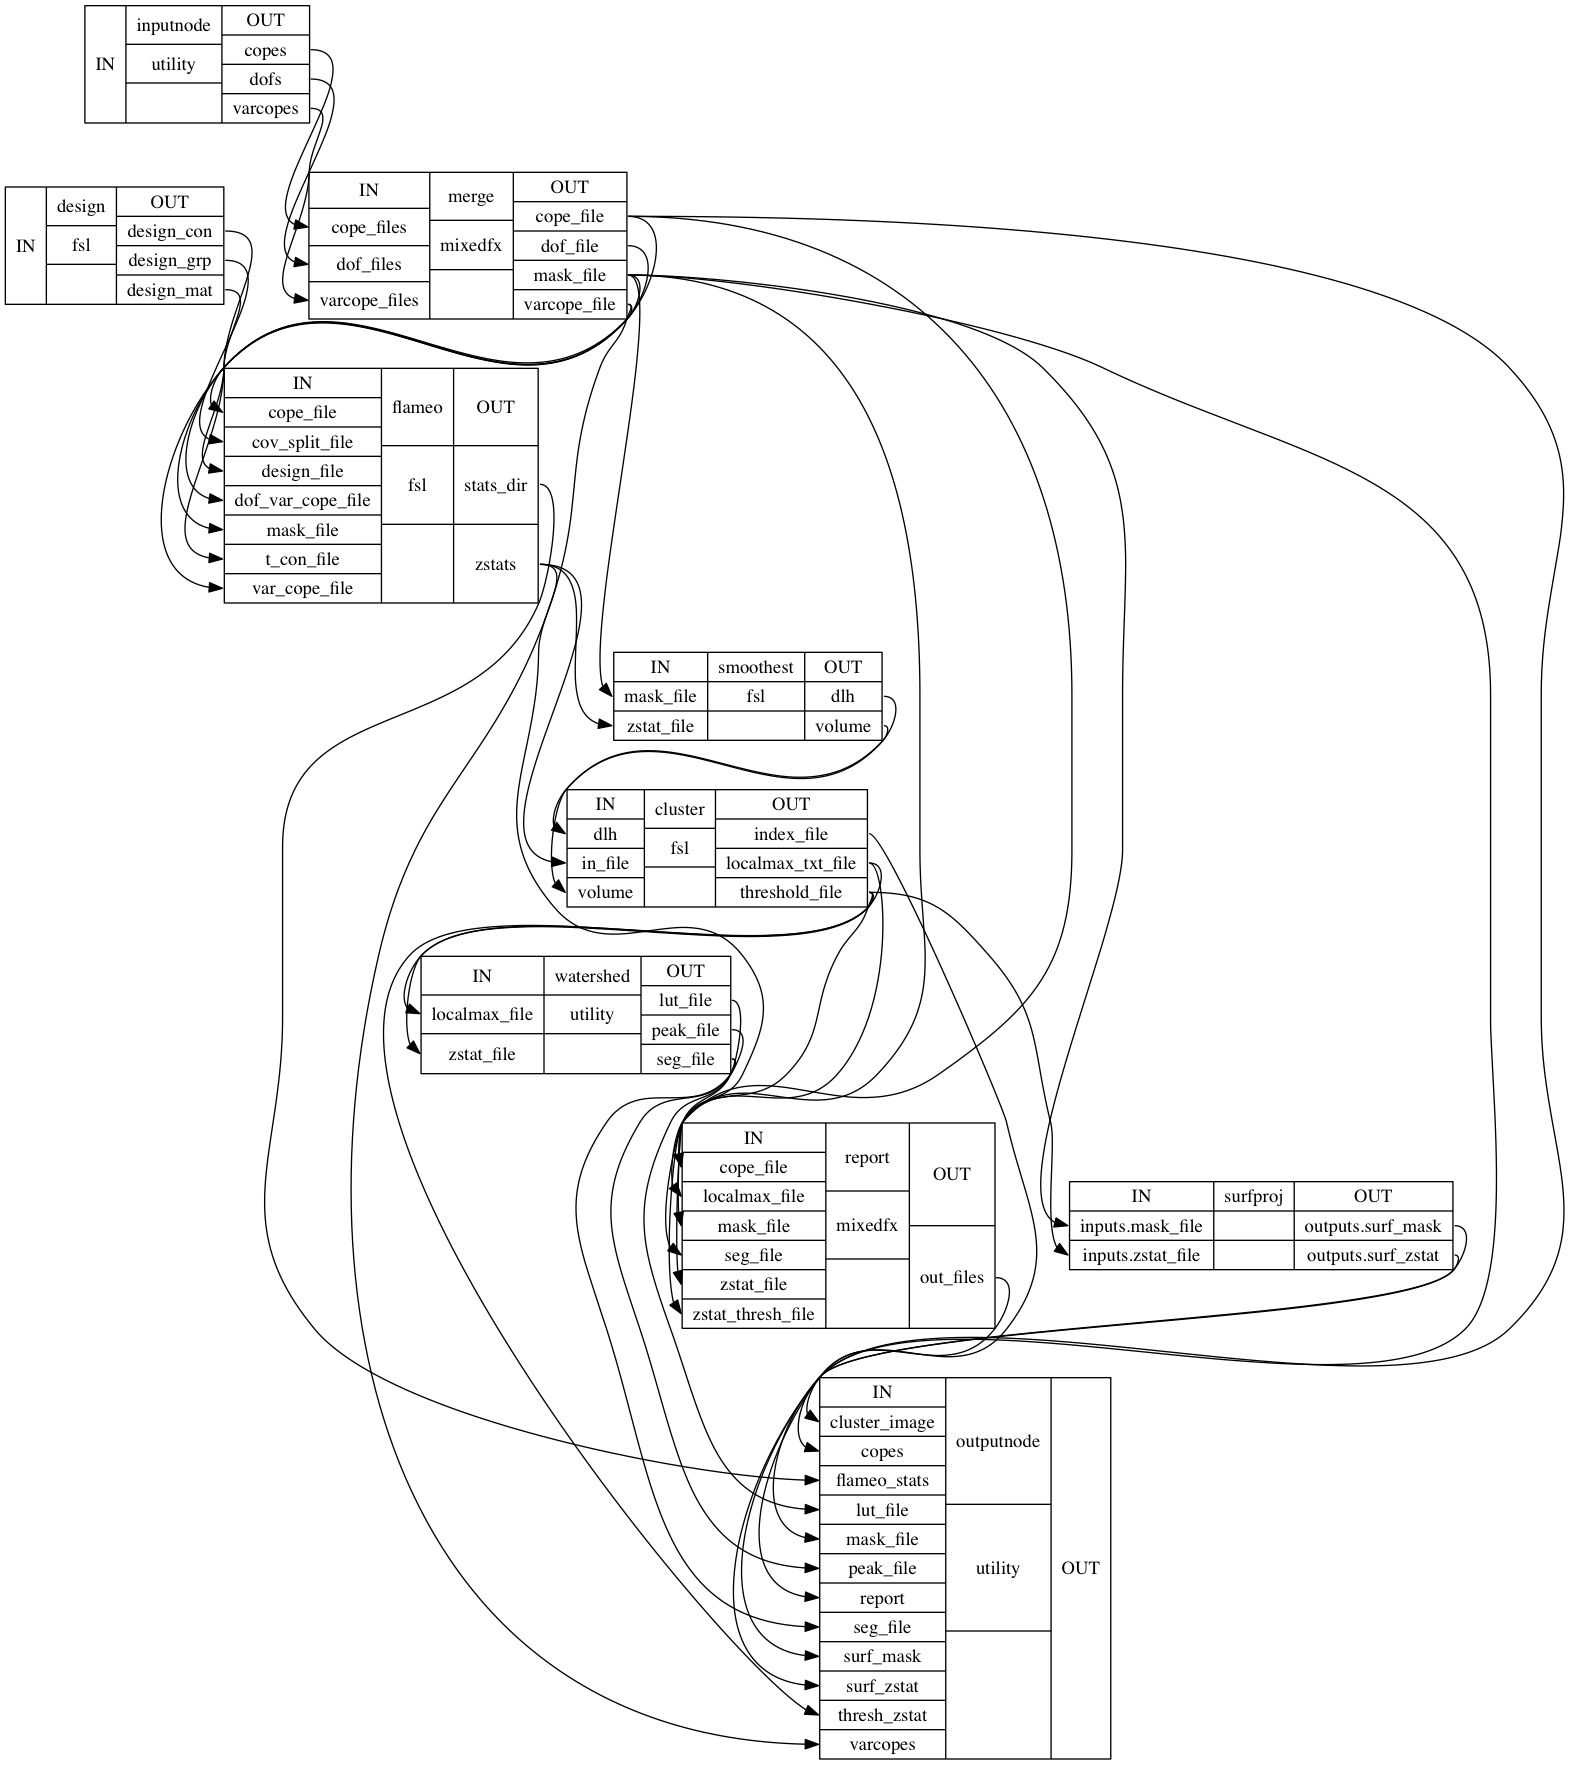 IN
inputnode
utility
OUT
copes
dofs
varcopes
IN
design
fsl
OUT
design_con
design_grp
design_mat
IN
cope_files
dof_files
varcope_files
merge
mixedfx
OUT
cope_file
dof_file
mask_file
varcope_file
IN
cope_file
cov_split_file
design_file
dof_var_cope_file
mask_file
t_con_file
var_cope_file
flameo
fsl
OUT
stats_dir
zstats
IN
mask_file
zstat_file
smoothest
fsl
OUT
dlh
volume
IN
dlh
in_file
volume
cluster
fsl
OUT
index_file
localmax_txt_file
threshold_file
IN
localmax_file
zstat_file
watershed
utility
OUT
lut_file
peak_file
seg_file
IN
cope_file
localmax_file
mask_file
seg_file
zstat_file
zstat_thresh_file
report
mixedfx
OUT
out_files
IN
inputs.mask_file
inputs.zstat_file
surfproj
OUT
outputs.surf_mask
outputs.surf_zstat
IN
cluster_image
copes
flameo_stats
lut_file
mask_file
peak_file
report
seg_file
surf_mask
surf_zstat
thresh_zstat
varcopes
outputnode
utility
OUT